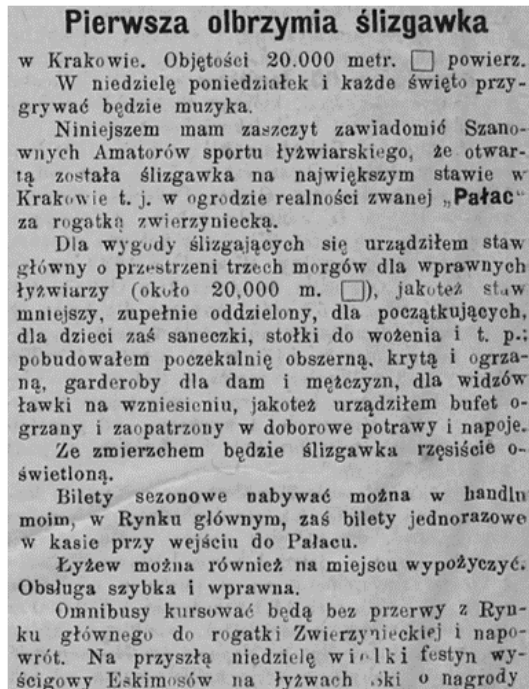 Pierwsza olbrzymia ślizgawka
w Krakowie. Objętości 20.000 metr. □ powierz.
W niedzielę poniedziałek i każde święto przy-
grywać będzie muzyka.
Niniejszem mam zaszczyt zawiadomić Szano-
wnych Amatorów sportu łyżwiarskiego, że otwar-
tą została ślizgawka na największym stawie w
Krakowie t. j. w ogrodzie realności zwanej „Pałac“
za rogatką zwierzyniecką.
Dla wygody ślizgających się urządziłem staw
główny o przestrzeni trzech morgów dla wprawnych
łyżwiarzy (około 20,000 m. □), jakoteż staw
mniejszy, zupełnie oddzielony, dla początkujących,
dla dzieci zaś saneczki, stołki do wożenia i t. p.;
pobudowałem poczekalnię obszerną, krytą i ogrza-
ną, garderoby dla dam i mężczyzn, dla widzów
ławki na wzniesieniu, jakoteż urządziłem bufet o-
grzany i zaopatrzony w doborowe potrawy i napoje.
Ze zmierzchem będzie ślizgawka rzęsiście o-
świetloną.
Bilety sezonowe nabywać można w handlu
moim, w Rynku głównym, zaś bilety jednorazowe
w kasie przy wejściu do Pałacu.
Łyżew można również na miejscu wypożyczyć.
Obsługa szybka i wprawna.
Omnibusy kursować będą bez przerwy z Ryn-
ku głównego do rogatki Zwierzynieckiej i napo-
wrót. Na przyszłą niedzielę wielki festyn wy-
ścigowy Eskimosów na łyżwach o nagrody